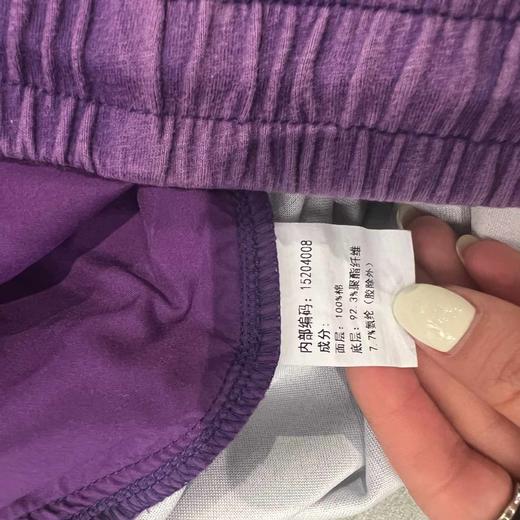 内部编码: 15204008
成分:
面层: 100%棉
底层: 92.3%聚酯纤维
7.7%氨纶 (胶除外)